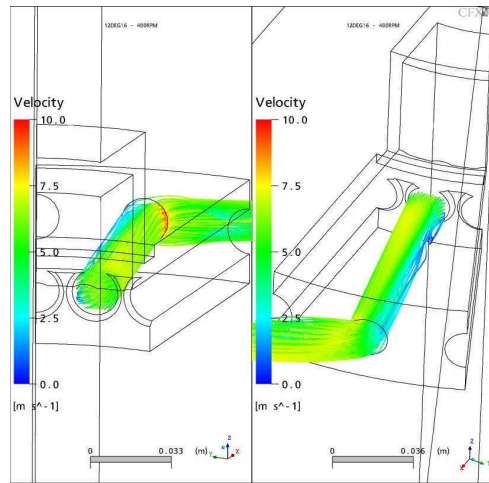 12DEG16 - 400RPM
Velocity
10.0
7.5
5.0
2.5
0.0
[m s^-1]
0
0.033
(m)
Z
Y
X
12DEG16 - 400RPM
CFX
Velocity
10.0
7.5
5.0
2.5
0.0
[m s^-1]
0
0.036
(m)
Z
X
Y